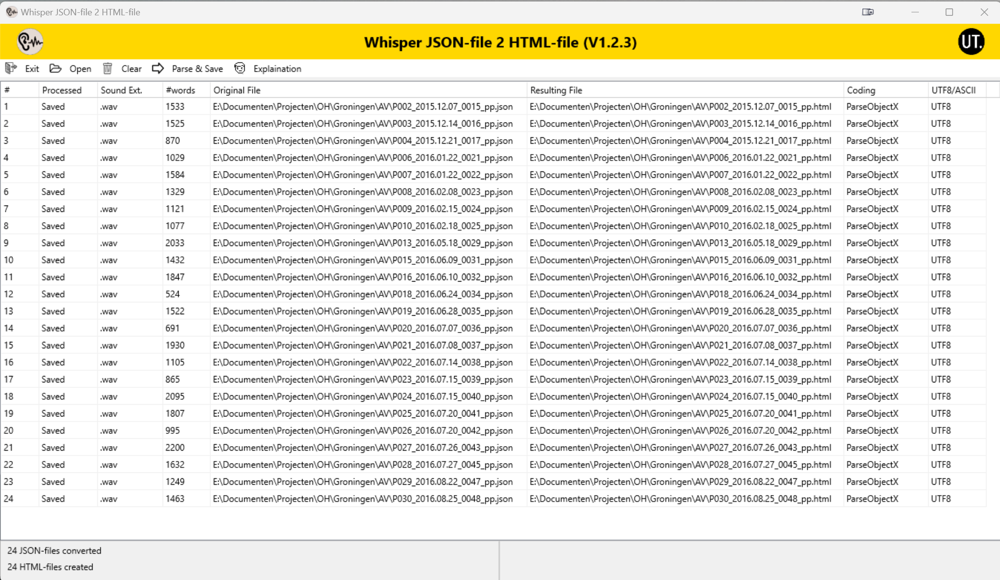 Whisper JSON-file 2 HTML-file
Whisper JSON-file 2 HTML-file (V1.2.3)
UT.
Exit Open Clear Parse & Save Explaination
# Processed Sound Ext. #words Original File Resulting File Coding UTF8/ASCII
1 Saved .wav 1533 E:\Documenten\Projecten\OH\Groningen\AV\P002_2015.12.07_0015_pp.json E:\Documenten\Projecten\OH\Groningen\AV\P002_2015.12.07_0015_pp.html ParseObjectX UTF8
2 Saved .wav 1525 E:\Documenten\Projecten\OH\Groningen\AV\P003_2015.12.14_0016_pp.json E:\Documenten\Projecten\OH\Groningen\AV\P003_2015.12.14_0016_pp.html ParseObjectX UTF8
3 Saved .wav 870 E:\Documenten\Projecten\OH\Groningen\AV\P004_2015.12.21_0017_pp.json E:\Documenten\Projecten\OH\Groningen\AV\P004_2015.12.21_0017_pp.html ParseObjectX UTF8
4 Saved .wav 1029 E:\Documenten\Projecten\OH\Groningen\AV\P006_2016.01.22_0021_pp.json E:\Documenten\Projecten\OH\Groningen\AV\P006_2016.01.22_0021_pp.html ParseObjectX UTF8
5 Saved .wav 1584 E:\Documenten\Projecten\OH\Groningen\AV\P007_2016.01.22_0022_pp.json E:\Documenten\Projecten\OH\Groningen\AV\P007_2016.01.22_0022_pp.html ParseObjectX UTF8
6 Saved .wav 1329 E:\Documenten\Projecten\OH\Groningen\AV\P008_2016.02.08_0023_pp.json E:\Documenten\Projecten\OH\Groningen\AV\P008_2016.02.08_0023_pp.html ParseObjectX UTF8
7 Saved .wav 1121 E:\Documenten\Projecten\OH\Groningen\AV\P009_2016.02.15_0024_pp.json E:\Documenten\Projecten\OH\Groningen\AV\P009_2016.02.15_0024_pp.html ParseObjectX UTF8
8 Saved .wav 1077 E:\Documenten\Projecten\OH\Groningen\AV\P010_2016.02.18_0025_pp.json E:\Documenten\Projecten\OH\Groningen\AV\P010_2016.02.18_0025_pp.html ParseObjectX UTF8
9 Saved .wav 2033 E:\Documenten\Projecten\OH\Groningen\AV\P013_2016.05.18_0029_pp.json E:\Documenten\Projecten\OH\Groningen\AV\P013_2016.05.18_0029_pp.html ParseObjectX UTF8
10 Saved .wav 1432 E:\Documenten\Projecten\OH\Groningen\AV\P015_2016.06.09_0031_pp.json E:\Documenten\Projecten\OH\Groningen\AV\P015_2016.06.09_0031_pp.html ParseObjectX UTF8
11 Saved .wav 1847 E:\Documenten\Projecten\OH\Groningen\AV\P016_2016.06.10_0032_pp.json E:\Documenten\Projecten\OH\Groningen\AV\P016_2016.06.10_0032_pp.html ParseObjectX UTF8
12 Saved .wav 524 E:\Documenten\Projecten\OH\Groningen\AV\P018_2016.06.24_0034_pp.json E:\Documenten\Projecten\OH\Groningen\AV\P018_2016.06.24_0034_pp.html ParseObjectX UTF8
13 Saved .wav 1522 E:\Documenten\Projecten\OH\Groningen\AV\P019_2016.06.28_0035_pp.json E:\Documenten\Projecten\OH\Groningen\AV\P019_2016.06.28_0035_pp.html ParseObjectX UTF8
14 Saved .wav 691 E:\Documenten\Projecten\OH\Groningen\AV\P020_2016.07.07_0036_pp.json E:\Documenten\Projecten\OH\Groningen\AV\P020_2016.07.07_0036_pp.html ParseObjectX UTF8
15 Saved .wav 1930 E:\Documenten\Projecten\OH\Groningen\AV\P021_2016.07.08_0037_pp.json E:\Documenten\Projecten\OH\Groningen\AV\P021_2016.07.08_0037_pp.html ParseObjectX UTF8
16 Saved .wav 1105 E:\Documenten\Projecten\OH\Groningen\AV\P022_2016.07.14_0038_pp.json E:\Documenten\Projecten\OH\Groningen\AV\P022_2016.07.14_0038_pp.html ParseObjectX UTF8
17 Saved .wav 865 E:\Documenten\Projecten\OH\Groningen\AV\P023_2016.07.15_0039_pp.json E:\Documenten\Projecten\OH\Groningen\AV\P023_2016.07.15_0039_pp.html ParseObjectX UTF8
18 Saved .wav 2095 E:\Documenten\Projecten\OH\Groningen\AV\P024_2016.07.15_0040_pp.json E:\Documenten\Projecten\OH\Groningen\AV\P024_2016.07.15_0040_pp.html ParseObjectX UTF8
19 Saved .wav 1807 E:\Documenten\Projecten\OH\Groningen\AV\P025_2016.07.20_0041_pp.json E:\Documenten\Projecten\OH\Groningen\AV\P025_2016.07.20_0041_pp.html ParseObjectX UTF8
20 Saved .wav 995 E:\Documenten\Projecten\OH\Groningen\AV\P026_2016.07.20_0042_pp.json E:\Documenten\Projecten\OH\Groningen\AV\P026_2016.07.20_0042_pp.html ParseObjectX UTF8
21 Saved .wav 2200 E:\Documenten\Projecten\OH\Groningen\AV\P027_2016.07.26_0043_pp.json E:\Documenten\Projecten\OH\Groningen\AV\P027_2016.07.26_0043_pp.html ParseObjectX UTF8
22 Saved .wav 1632 E:\Documenten\Projecten\OH\Groningen\AV\P028_2016.07.27_0045_pp.json E:\Documenten\Projecten\OH\Groningen\AV\P028_2016.07.27_0045_pp.html ParseObjectX UTF8
23 Saved .wav 1249 E:\Documenten\Projecten\OH\Groningen\AV\P029_2016.08.22_0047_pp.json E:\Documenten\Projecten\OH\Groningen\AV\P029_2016.08.22_0047_pp.html ParseObjectX UTF8
24 Saved .wav 1463 E:\Documenten\Projecten\OH\Groningen\AV\P030_2016.08.25_0048_pp.json E:\Documenten\Projecten\OH\Groningen\AV\P030_2016.08.25_0048_pp.html ParseObjectX UTF8
24 JSON-files converted
24 HTML-files created